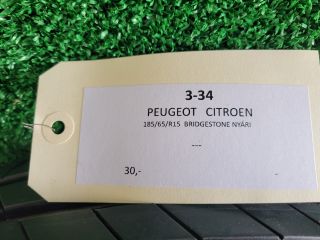 3-34
PEUGEOT CITROEN
185/65/R15 BRIDGESTONE NYÁRI
---
30,- -